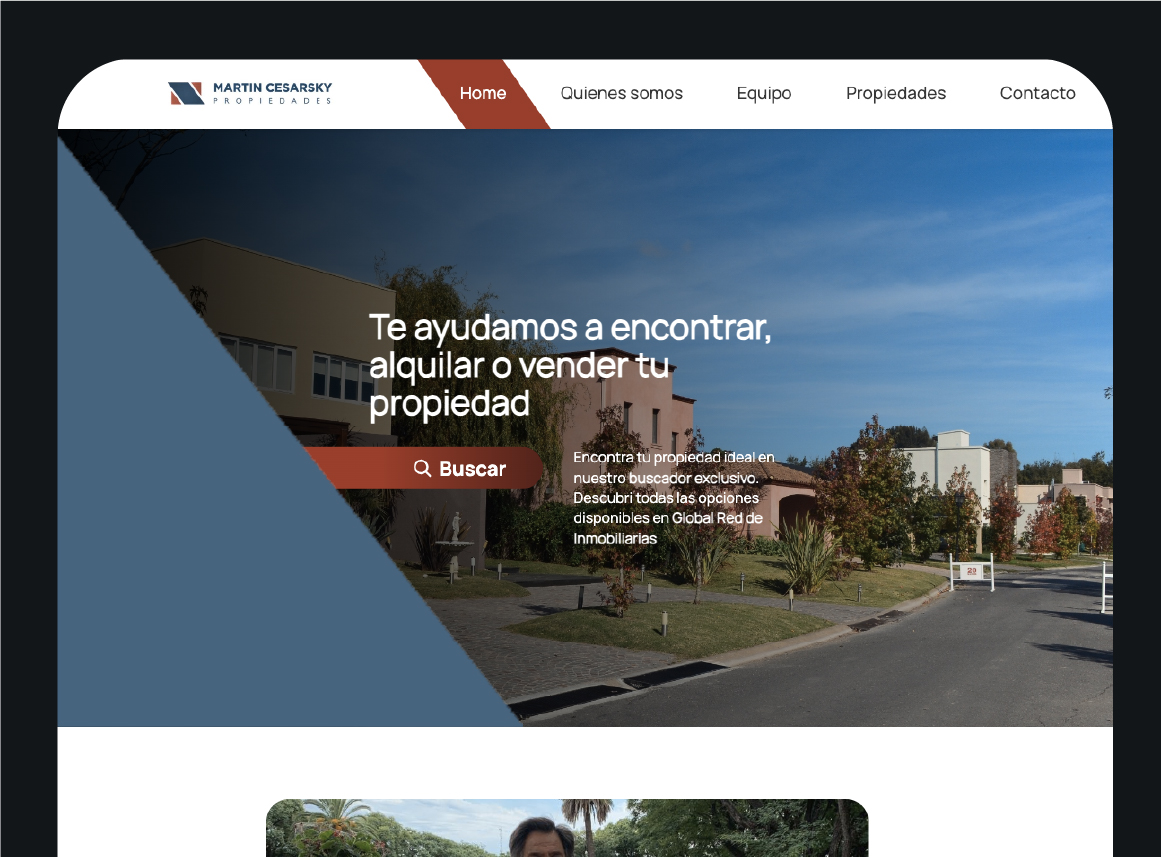 MARTIN CESARSKY
PROPIEDADES
Home
Quienes somos
Equipo
Propiedades
Contacto
Te ayudamos a encontrar,
alquilar o vender tu
propiedad
Buscar
Encontra tu propiedad ideal en
nuestro buscador exclusivo.
Descubri todas las opciones
disponibles en Global Red de
Inmobiliarias
20